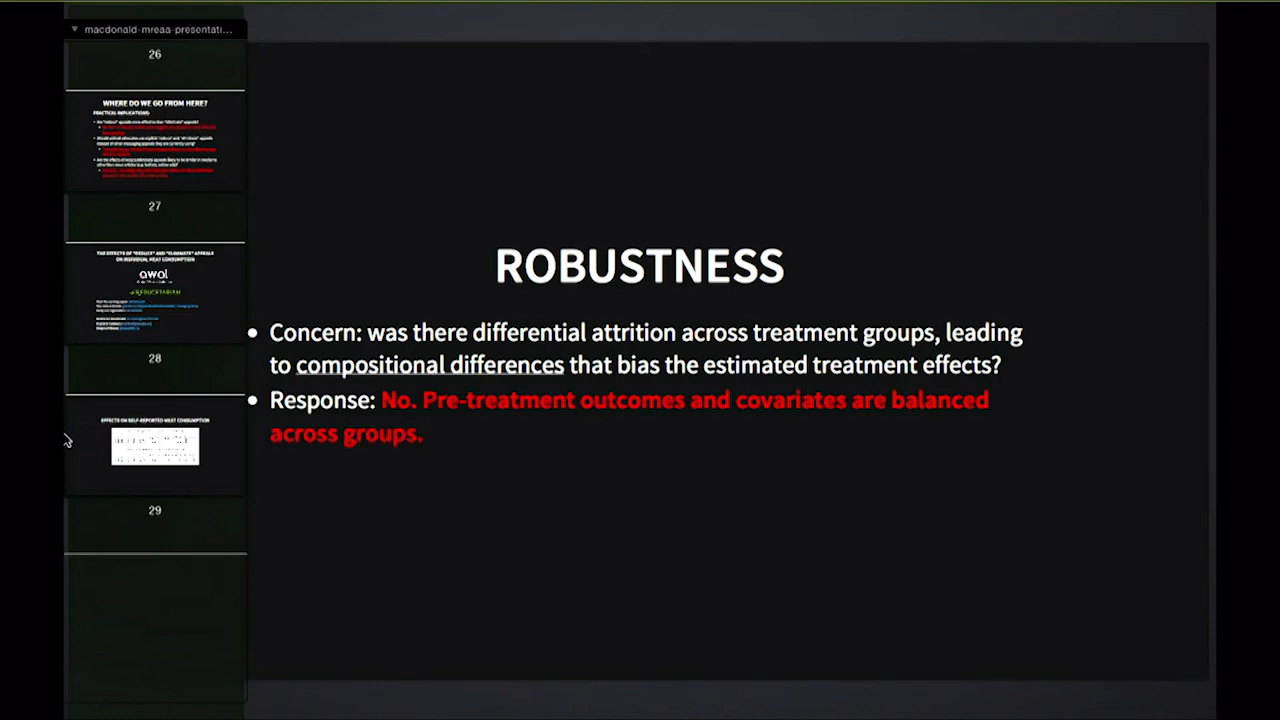 macdonald-mreaa-presentati...
26
WHERE DO WE GO FROM HERE?
PRACTICAL IMPLICATIONS:
27
THE EFFECTS OF "REDUCE" AND "ELIMINATE" APPEALS
ON INDIVIDUAL MEAT CONSUMPTION
awol
28
EFFECTS ON SELF-REPORTED MEAT CONSUMPTION
29
ROBUSTNESS
• Concern: was there differential attrition across treatment groups, leading
to compositional differences that bias the estimated treatment effects?
• Response: No. Pre-treatment outcomes and covariates are balanced
across groups.